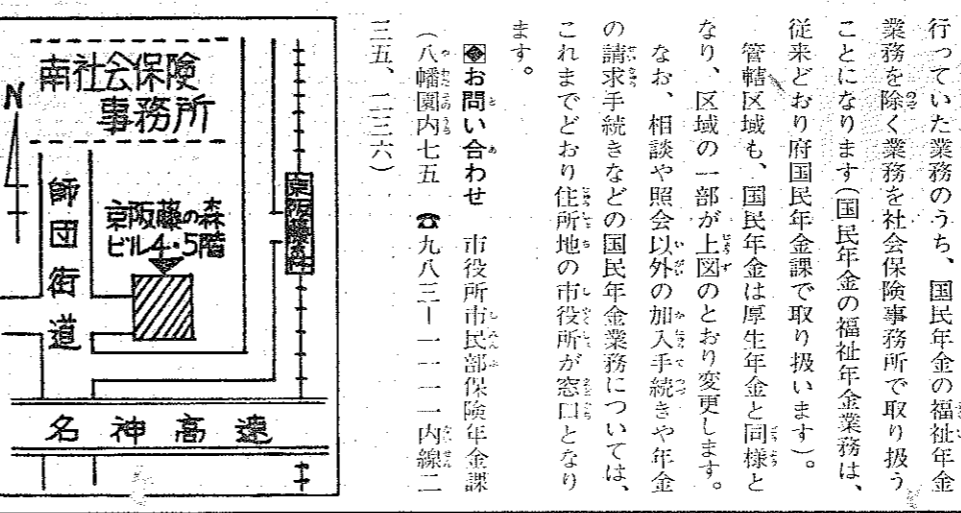 行っていた業務のうち、国民年金の福祉年金
業務を除く業務を社会保険事務所で取り扱う
ことになります(国民年金の福祉年金業務は、
従来どおり府国民年金課で取り扱います)。
管轄区域も、国民年金は厚生年金と同様と
なり、区域の一部が上図のとおり変更します。
なお、相談や照会以外の加入手続きや年金
の請求手続きなどの国民年金業務については、
これまでどおり住所地の市役所が窓口となり
ます。
◈お問い合わせ 市役所市民部保険年金課
(八幡園内七五 ☎九八三ー一一一一内線二
三五、二三六)
南社会保険
事務所
N
師団街道
京阪藤の森
ビル4・5階
名神高速